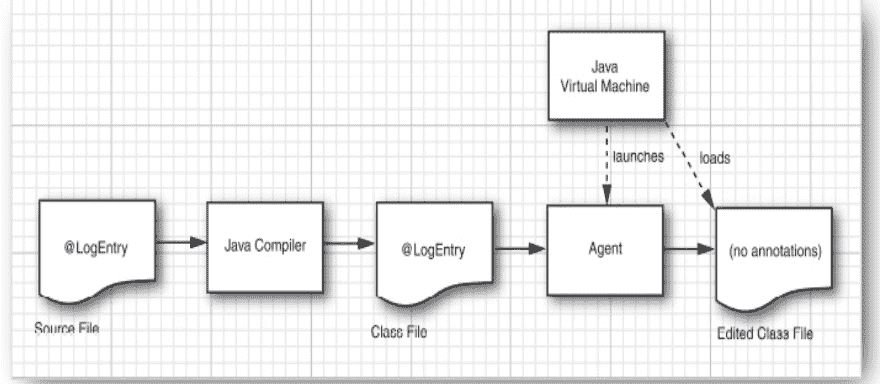 Java
Virtual Machine
launches
loads
@LogEntry
Java Compiler
@LogEntry
Agent
(no annotations)
Source File
Class File
Edited Class File